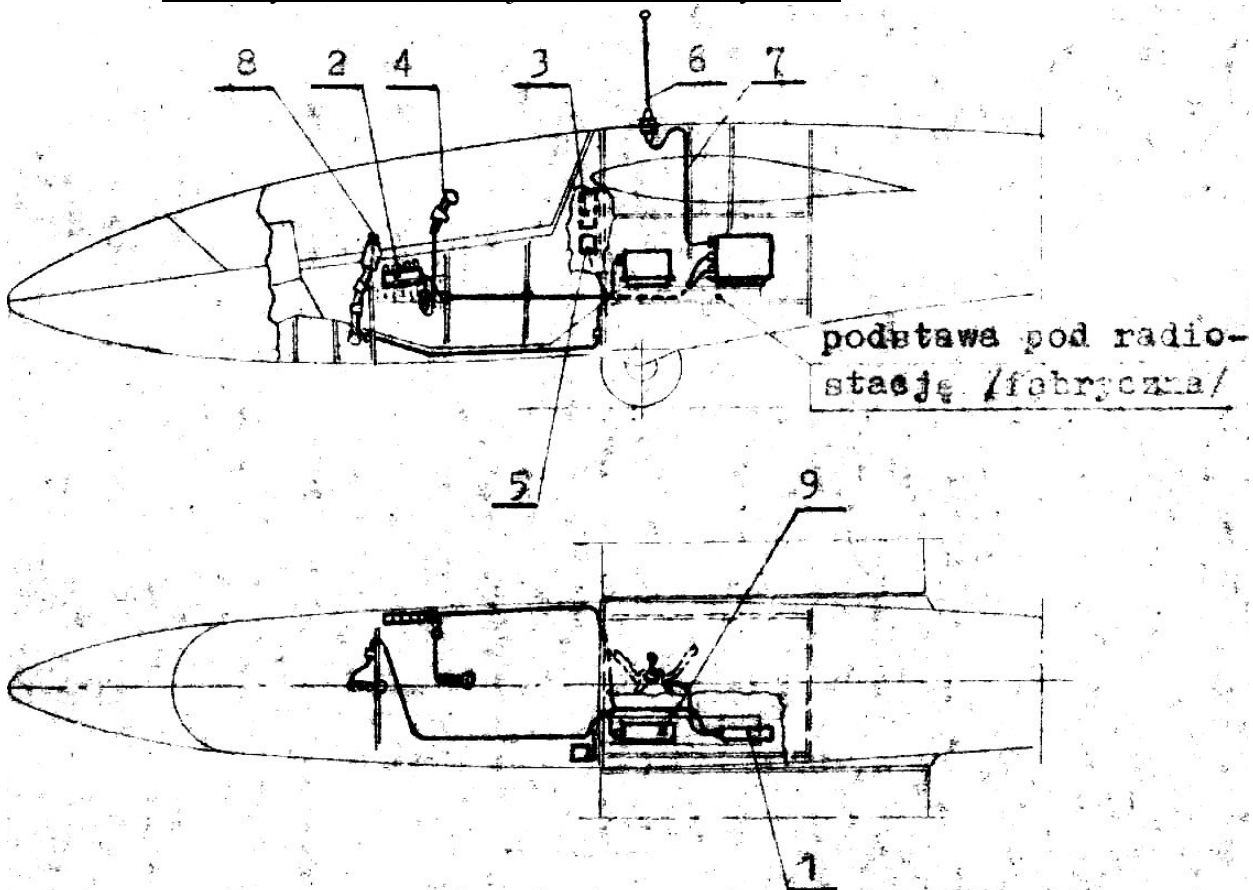 8 2 4 3 6 7
podstawa pod radio-
stację /fabryczna/
5 9
1